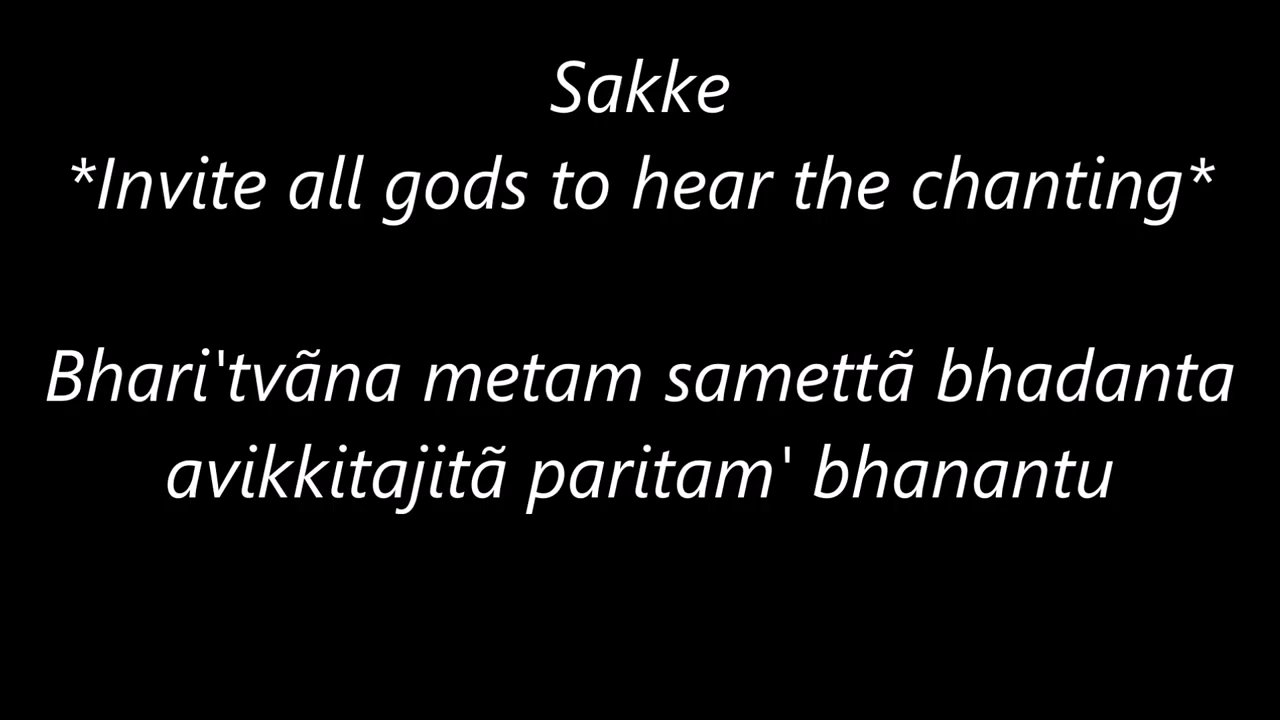 Sakke
*Invite all gods to hear the chanting*
Bhari'tvãna metam samettã bhadanta
avikkitajitã paritam' bhanantu